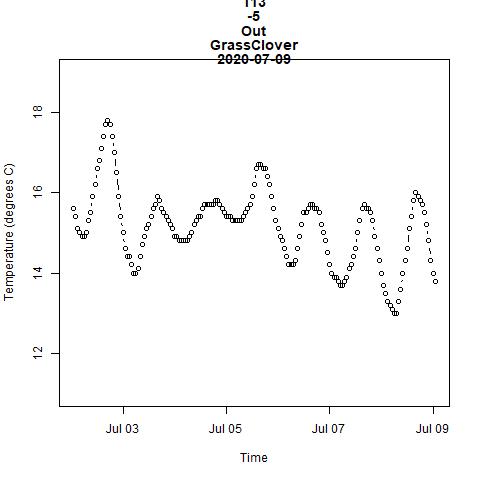 113
-5
Out
GrassClover
2020-07-09
Temperature (degrees C)
18
16
14
12
Jul 03
Jul 05
Jul 07
Jul 09
Time